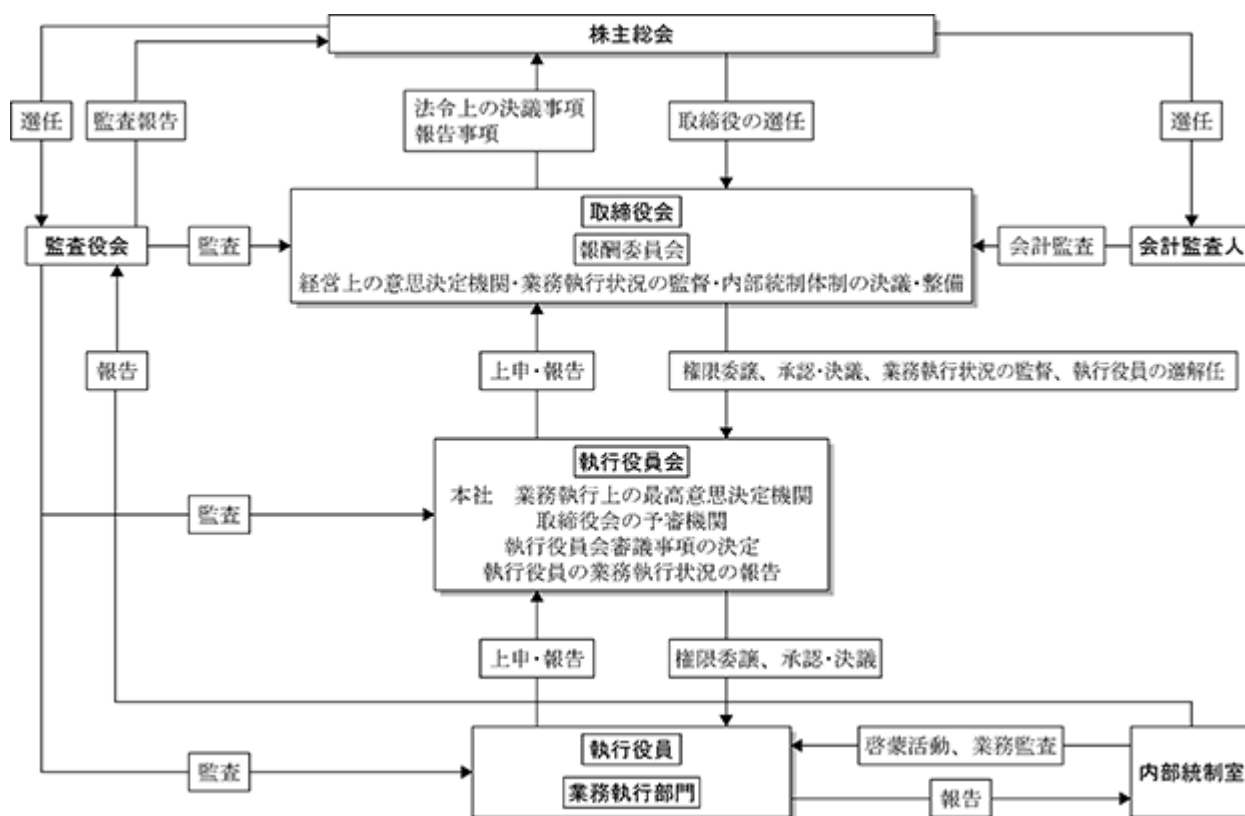 株主総会
選任
監査報告
法令上の決議事項
報告事項
取締役の選任
選任
取締役会
報酬委員会
経営上の意思決定機関・業務執行状況の監督・内部統制体制の決議・整備
監査役会
監査
会計監査
会計監査人
報告
上申・報告
権限委譲、承認・決議、業務執行状況の監督、執行役員の選解任
執行役員会
本社　業務執行上の最高意思決定機関
取締役会の予審機関
執行役員会審議事項の決定
執行役員の業務執行状況の報告
監査
上申・報告
権限委譲、承認・決議
執行役員
業務執行部門
監査
啓蒙活動、業務監査
報告
内部統制室